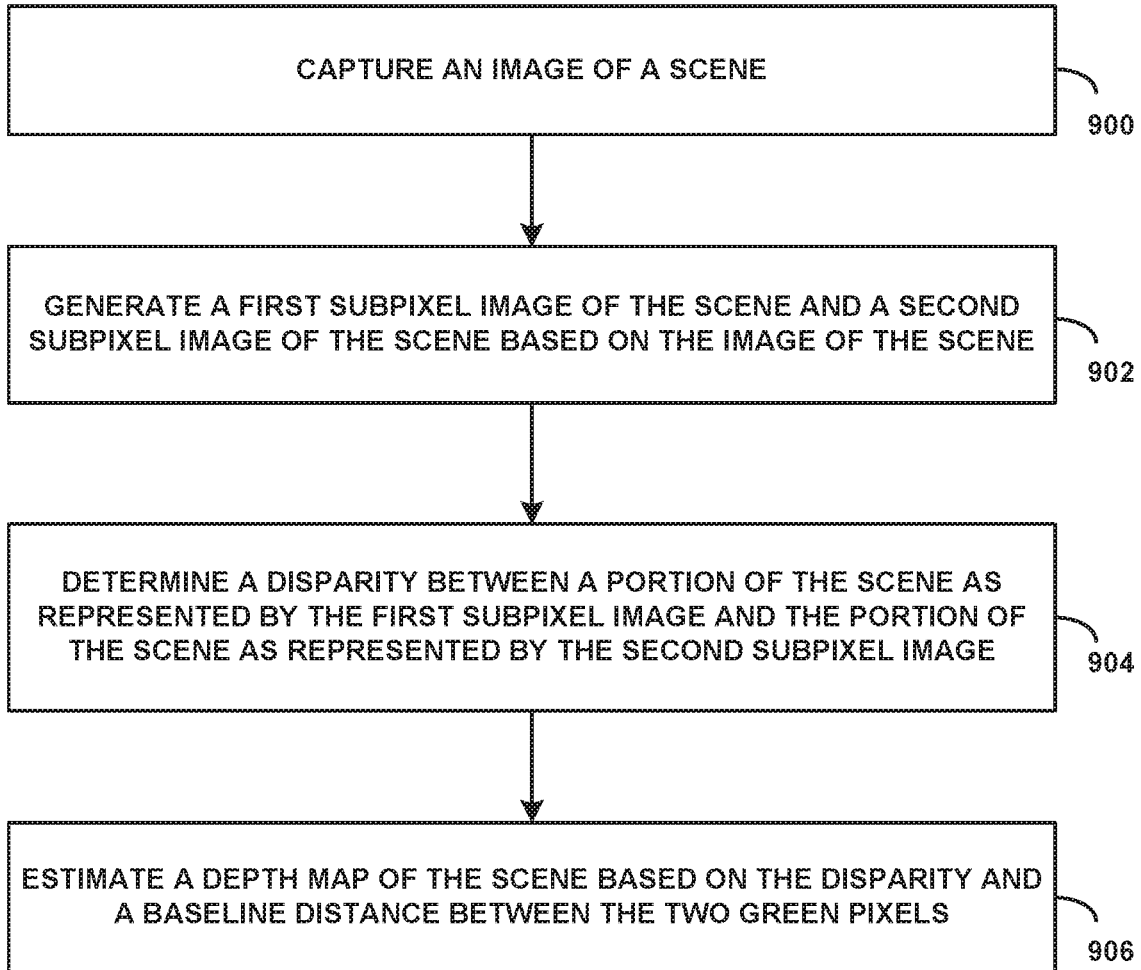 CAPTURE AN IMAGE OF A SCENE
900
GENERATE A FIRST SUBPIXEL IMAGE OF THE SCENE AND A SECOND
SUBPIXEL IMAGE OF THE SCENE BASED ON THE IMAGE OF THE SCENE
902
DETERMINE A DISPARITY BETWEEN A PORTION OF THE SCENE AS
REPRESENTED BY THE FIRST SUBPIXEL IMAGE AND THE PORTION OF
THE SCENE AS REPRESENTED BY THE SECOND SUBPIXEL IMAGE
904
ESTIMATE A DEPTH MAP OF THE SCENE BASED ON THE DISPARITY AND
A BASELINE DISTANCE BETWEEN THE TWO GREEN PIXELS
906